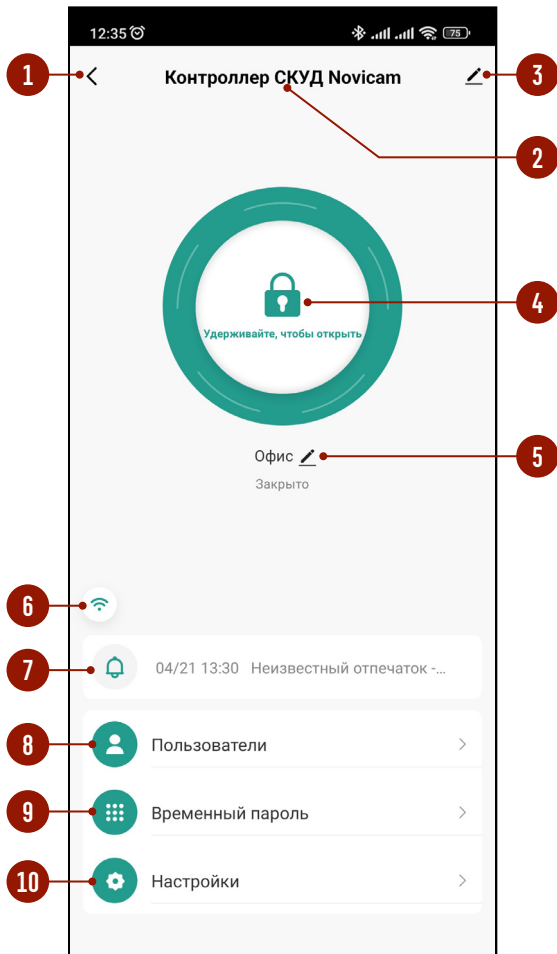 12:35 75
1 Контроллер СКУД Novicam 3
2
4
Удерживайте, чтобы открыть
Офис 5
Закрыто
6
7 04/21 13:30 Неизвестный отпечаток -...
8 Пользователи
9 Временный пароль
10 Настройки